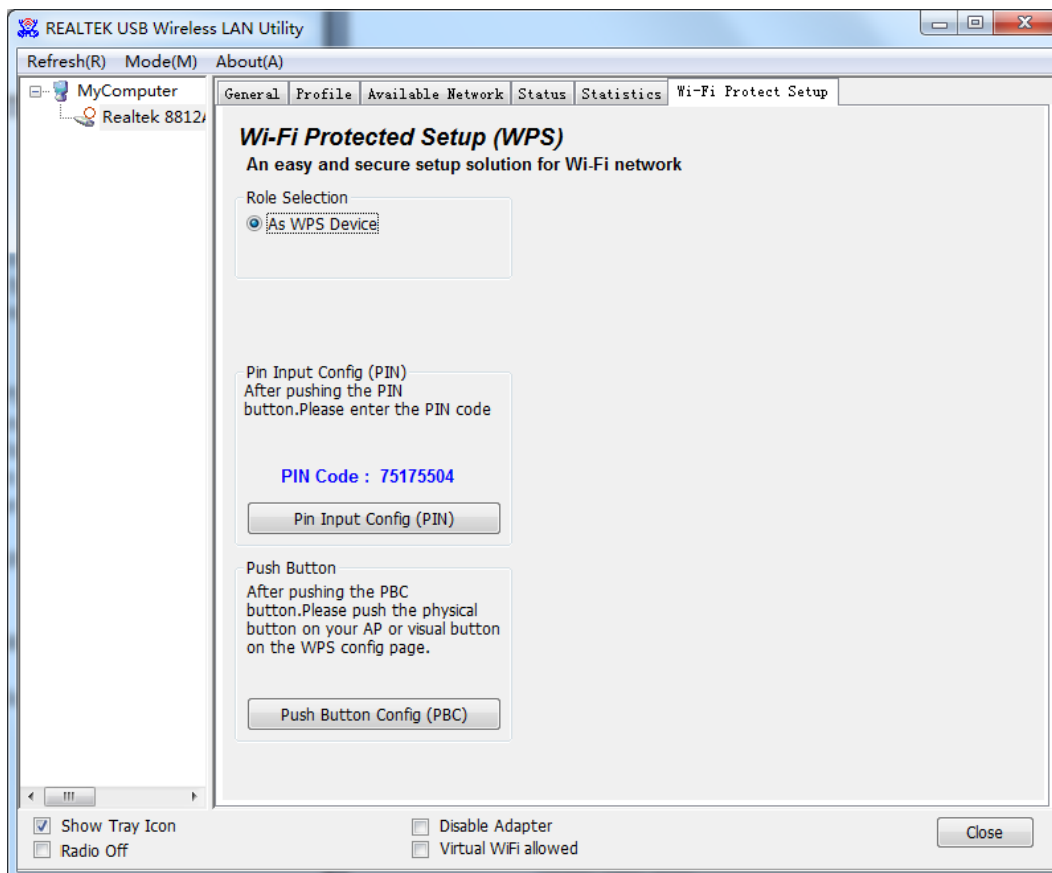 REALTEK USB Wireless LAN Utility
Refresh(R) Mode(M) About(A)
MyComputer
Realtek 8812A
General Profile Available Network Status Statistics Wi-Fi Protect Setup
Wi-Fi Protected Setup (WPS)
An easy and secure setup solution for Wi-Fi network
Role Selection
As WPS Device
Pin Input Config (PIN)
After pushing the PIN
button.Please enter the PIN code
PIN Code : 75175504
Pin Input Config (PIN)
Push Button
After pushing the PBC
button.Please push the physical
button on your AP or visual button
on the WPS config page.
Push Button Config (PBC)
Show Tray Icon
Radio Off
Disable Adapter
Virtual WiFi allowed
Close